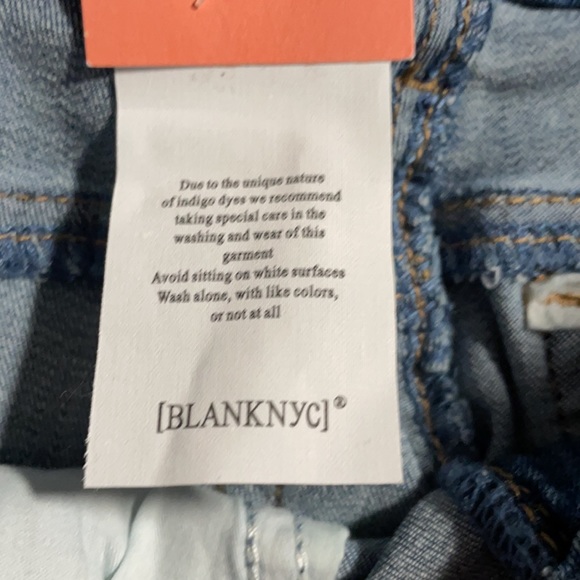 Due to the unique nature
of indigo dyes we recommend
taking special care in the
washing and wear of this
garment
Avoid sitting on white surfaces
Wash alone, with like colors,
or not at all
[BLANKNYC]®